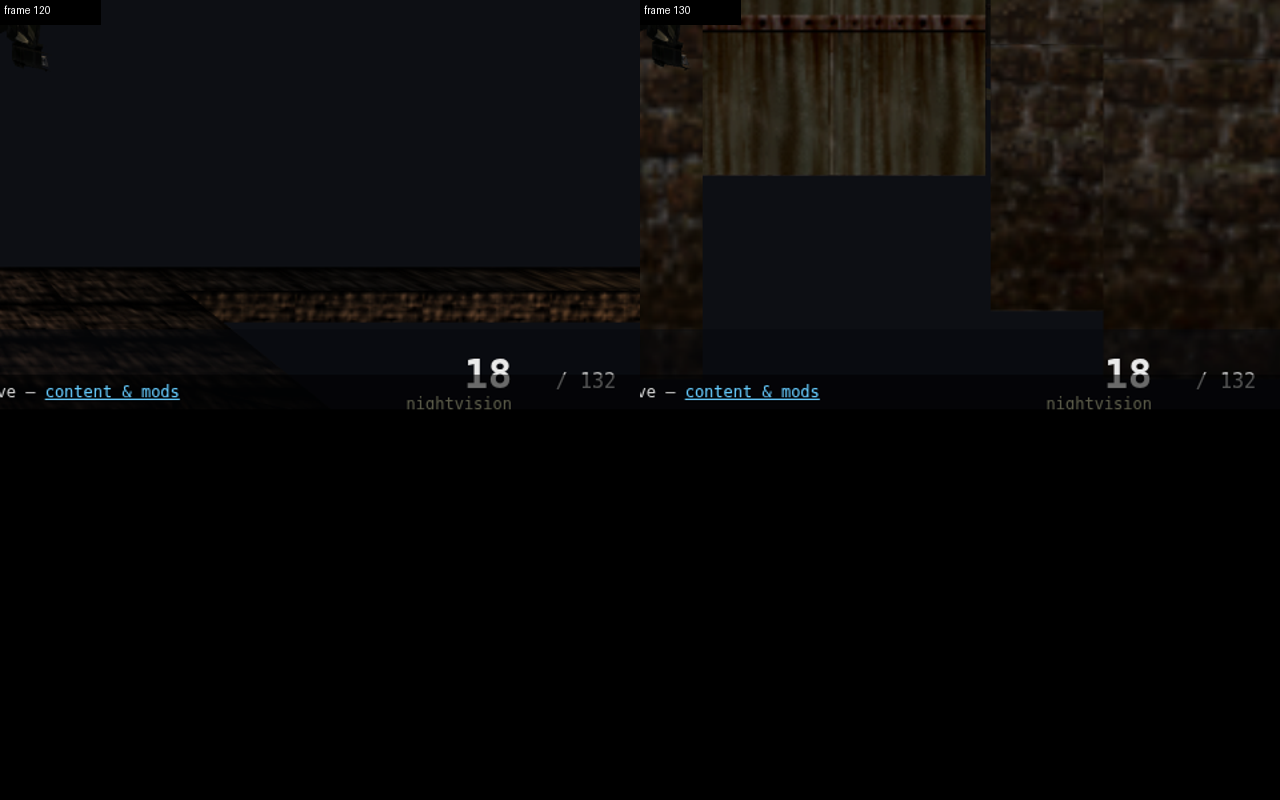 frame 120
frame 130
18 / 132
ve — content & mods
nightvision
18 / 132
ve — content & mods
nightvision